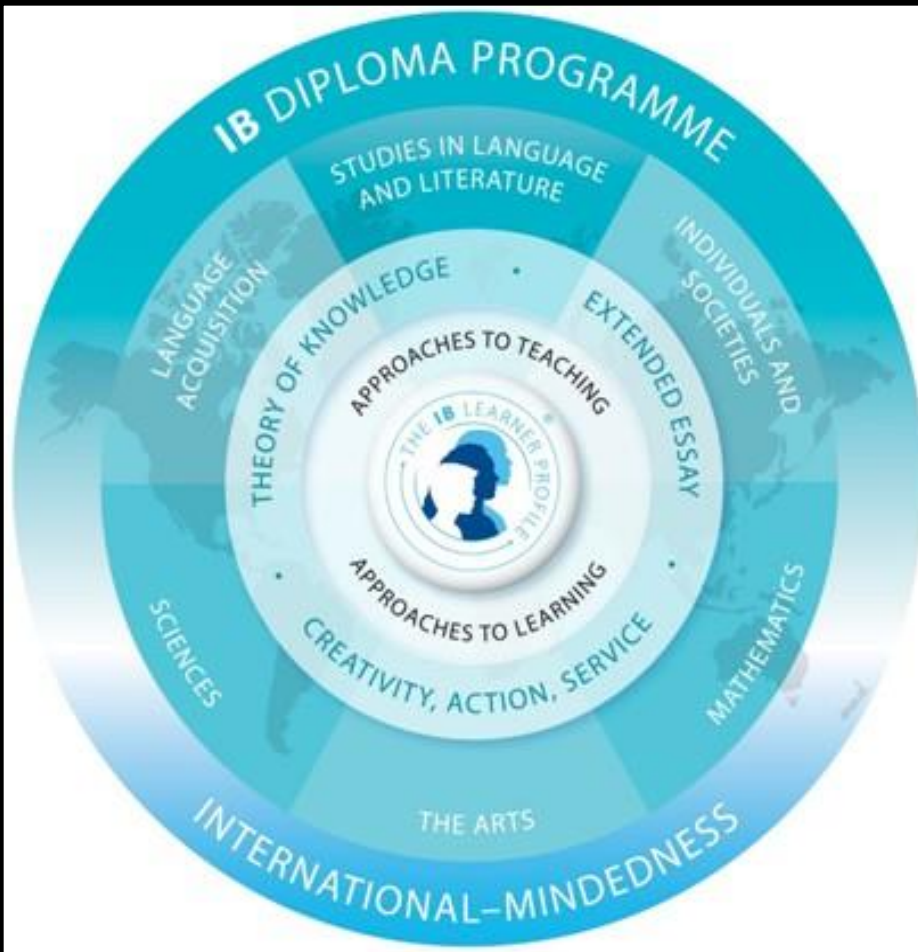 IB DIPLOMA PROGRAMME
STUDIES IN LANGUAGE
AND LITERATURE
LANGUAGE
ACQUISITION
INDIVIDUALS AND
SOCIETIES
SCIENCES
MATHEMATICS
THE ARTS
THEORY OF KNOWLEDGE
EXTENDED ESSAY
CREATIVITY, ACTION, SERVICE
APPROACHES TO TEACHING
THE IB LEARNER PROFILE ®
APPROACHES TO LEARNING
INTERNATIONAL–MINDEDNESS